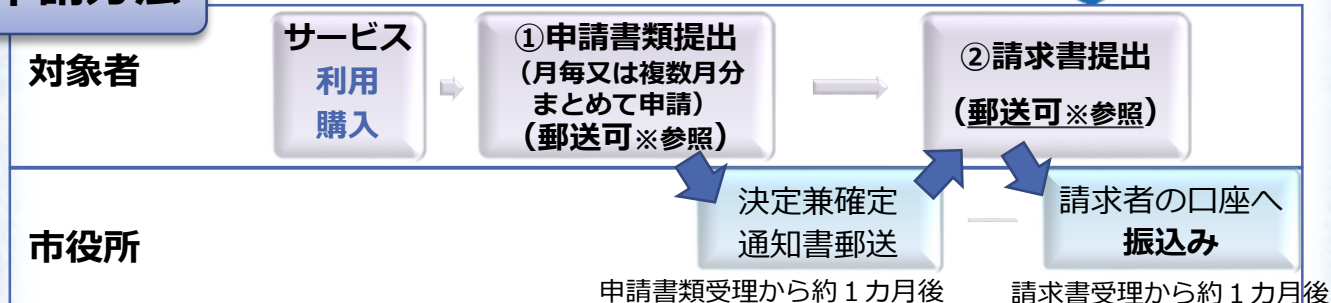 申請方法
対象者
サービス
利用
購入
①申請書類提出
（月毎又は複数月分
まとめて申請）
（郵送可※参照）
②請求書提出
（郵送可※参照）
市役所
決定兼確定
通知書郵送
申請書類受理から約１カ月後
請求者の口座へ
振込み
請求書受理から約１カ月後